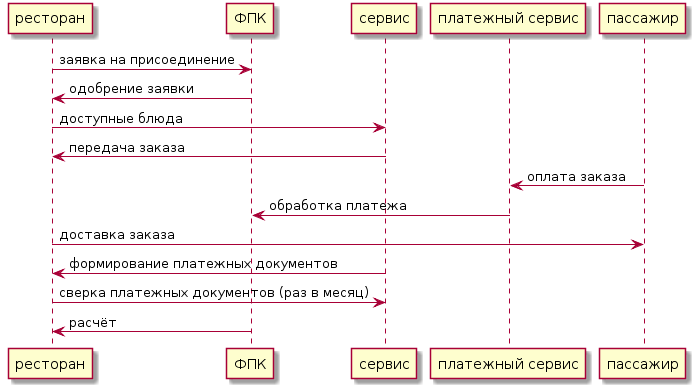 ресторан ФПК сервис платежный сервис пассажир
заявка на присоединение
одобрение заявки
доступные блюда
передача заказа
оплата заказа
обработка платежа
доставка заказа
формирование платежных документов
сверка платежных документов (раз в месяц)
расчёт
ресторан ФПК сервис платежный сервис пассажир